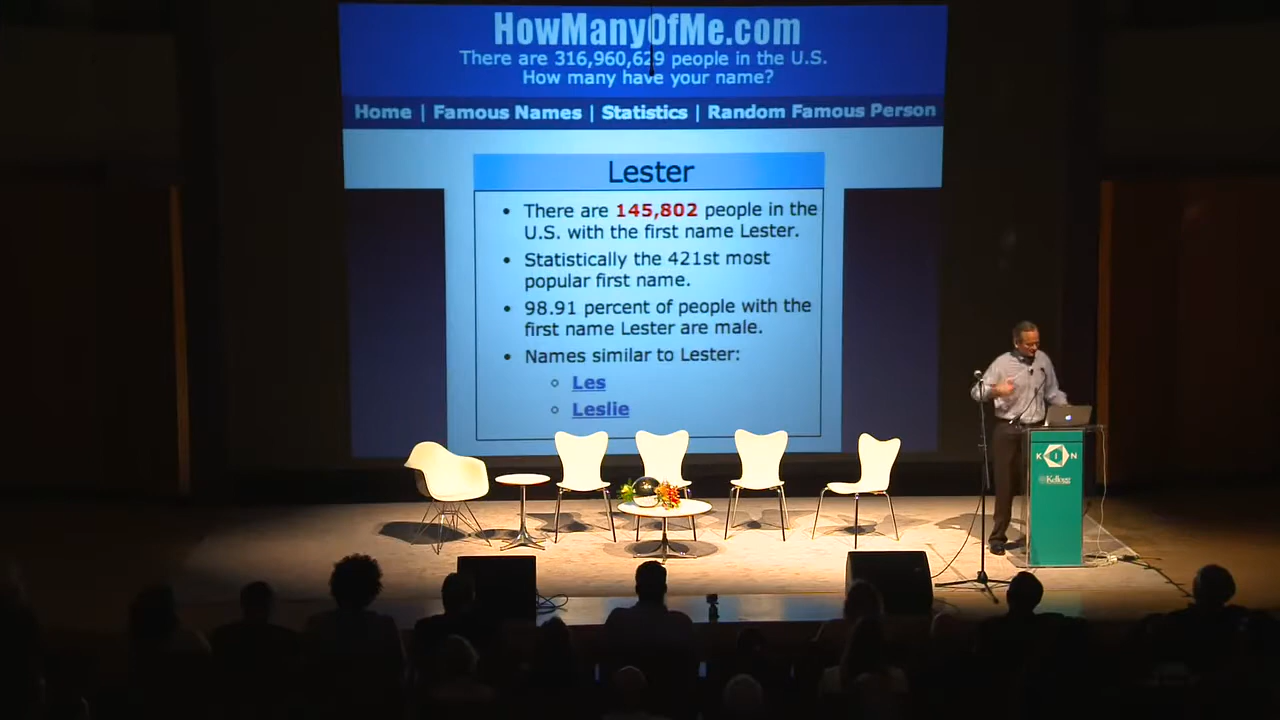 HowManyOfMe.com
There are 316,960,629 people in the U.S.
How many have your name?
Home | Famous Names | Statistics | Random Famous Person
Lester
• There are 145,802 people in the
U.S. with the first name Lester.
• Statistically the 421st most
popular first name.
• 98.91 percent of people with the
first name Lester are male.
• Names similar to Lester:
○ Les
○ Leslie
KIN
Kellogg